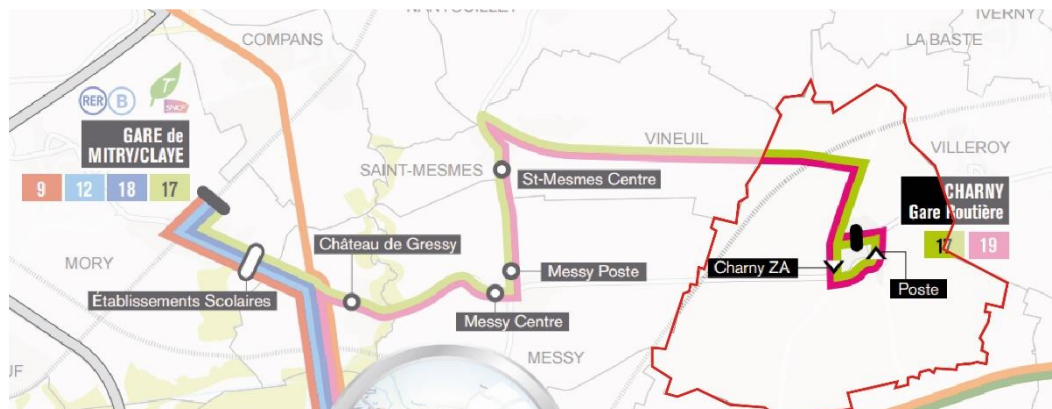 NANTOUILLET
IVERNY
COMPANS
LA BASTE
RER B
T
SNCF
GARE de
MITRY/CLAYE
9 12 18 17
SAINT-MESMES
VINEUIL
VILLEROY
St-Mesmes Centre
CHARNY
Gare Routière
17 19
Château de Gressy
MORY
Messy Poste
Charny ZA
Établissements Scolaires
Poste
Messy Centre
MESSY
UF